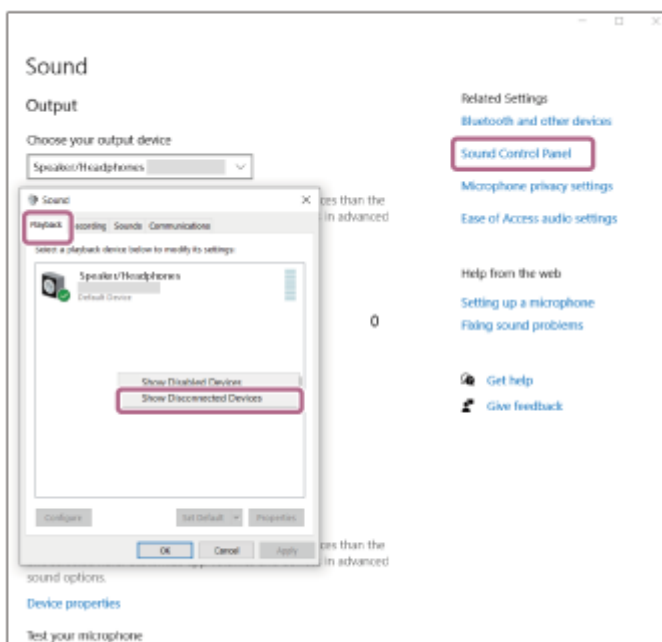 Sound
Output
Choose your output device
Speaker/Headphones
Sound
Playback
Recording
Sounds
Communications
Select a playback device below to modify its settings:
Speaker/Headphones
Default Device
Show Disabled Devices
Show Disconnected Devices
Configure
Set Default
Properties
OK
Cancel
Apply
ces than the
in advanced
0
ces than the
in advanced
sound options.
Device properties
Test your microphone
Related Settings
Bluetooth and other devices
Sound Control Panel
Microphone privacy settings
Ease of Access audio settings
Help from the web
Setting up a microphone
Fixing sound problems
Get help
Give feedback